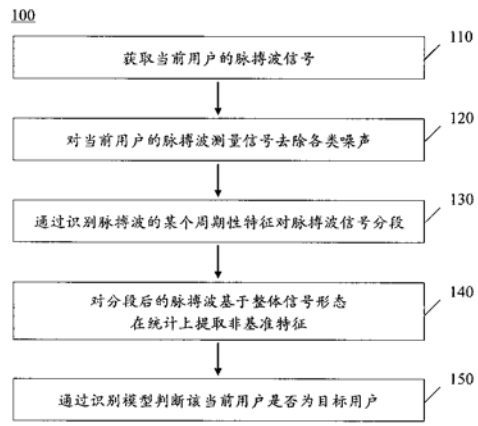 100
110
获取当前用户的脉搏波信号
120
对当前用户的脉搏波测量信号去除各类噪声
130
通过识别脉搏波的某个周期性特征对脉搏波信号分段
140
对分段后的脉搏波基于整体信号形态
在统计上提取非基准特征
150
通过识别模型判断该当前用户是否为目标用户